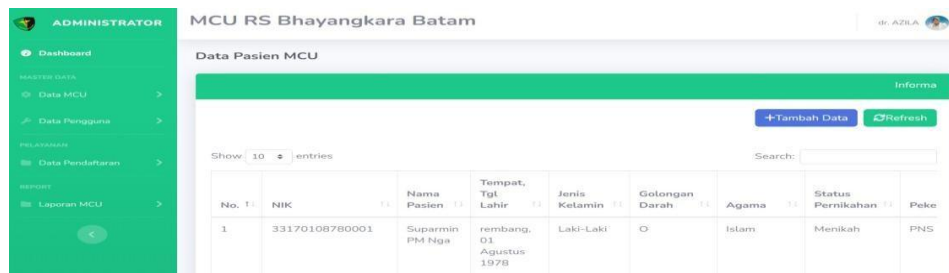 ADMINISTRATOR
MCU RS Bhayangkara Batam
dr. AZILA
Dashboard
Data Pasien MCU
MASTER DATA
Data MCU
Informa
Data Pengguna
+Tambah Data
Refresh
PELAYANAN
Data Pendaftaran
Show 10 entries
Search:
REPORT
Laporan MCU
No.
NIK
Nama
Pasien
Tempat,
Tgl
Lahir
Jenis
Kelamin
Golongan
Darah
Agama
Status
Pernikahan
Peke
1
33170108780001
Suparmin
PM Nga
rembang,
01
Agustus
1978
Laki-Laki
O
Islam
Menikah
PNS